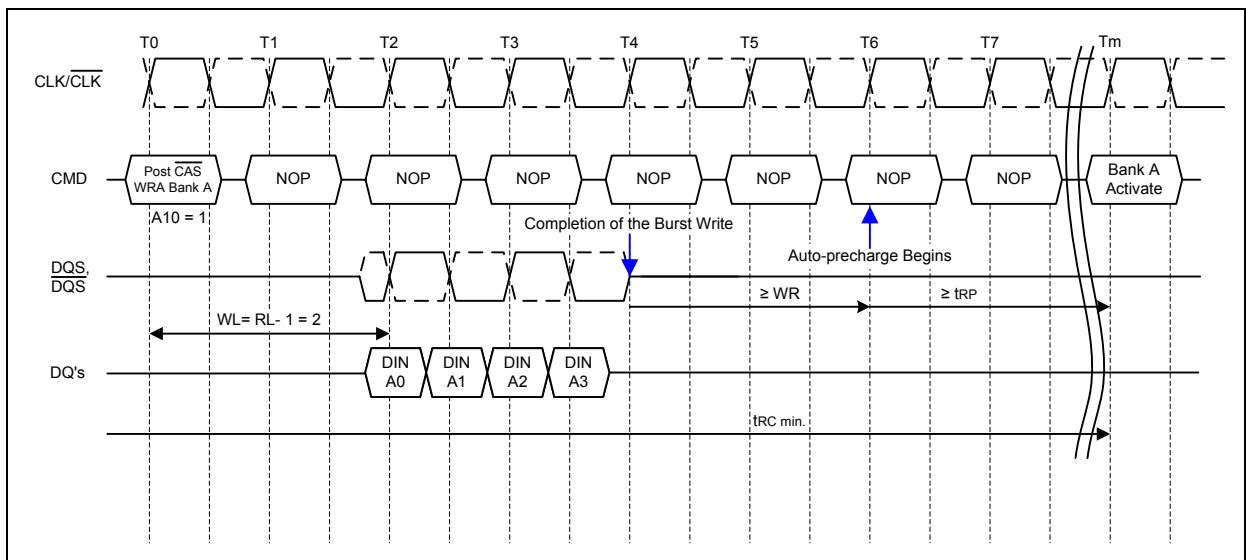 T0 T1 T2 T3 T4 T5 T6 T7 Tm
CLK/CLK
CMD
Post CAS
WRA Bank A
NOP NOP NOP NOP NOP NOP NOP
Bank A
Activate
A10 = 1
Completion of the Burst Write
Auto-precharge Begins
DQS,
DQS
≥ WR ≥ tRP
WL= RL- 1 = 2
DQ's
DIN
A0
DIN
A1
DIN
A2
DIN
A3
tRC min.